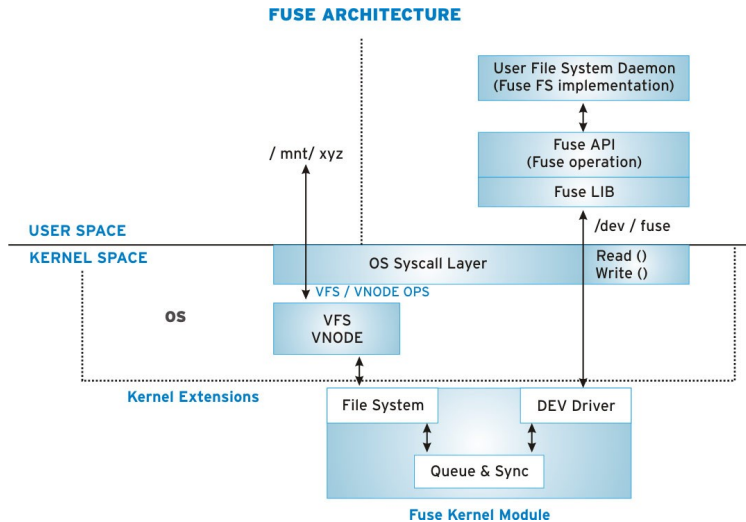 FUSE ARCHITECTURE
User File System Daemon
(Fuse FS implementation)
Fuse API
(Fuse operation)
Fuse LIB
/ mnt/ xyz
/dev / fuse
USER SPACE
KERNEL SPACE
OS Syscall Layer
Read ()
Write ()
VFS / VNODE OPS
OS
VFS
VNODE
Kernel Extensions
File System
DEV Driver
Queue & Sync
Fuse Kernel Module